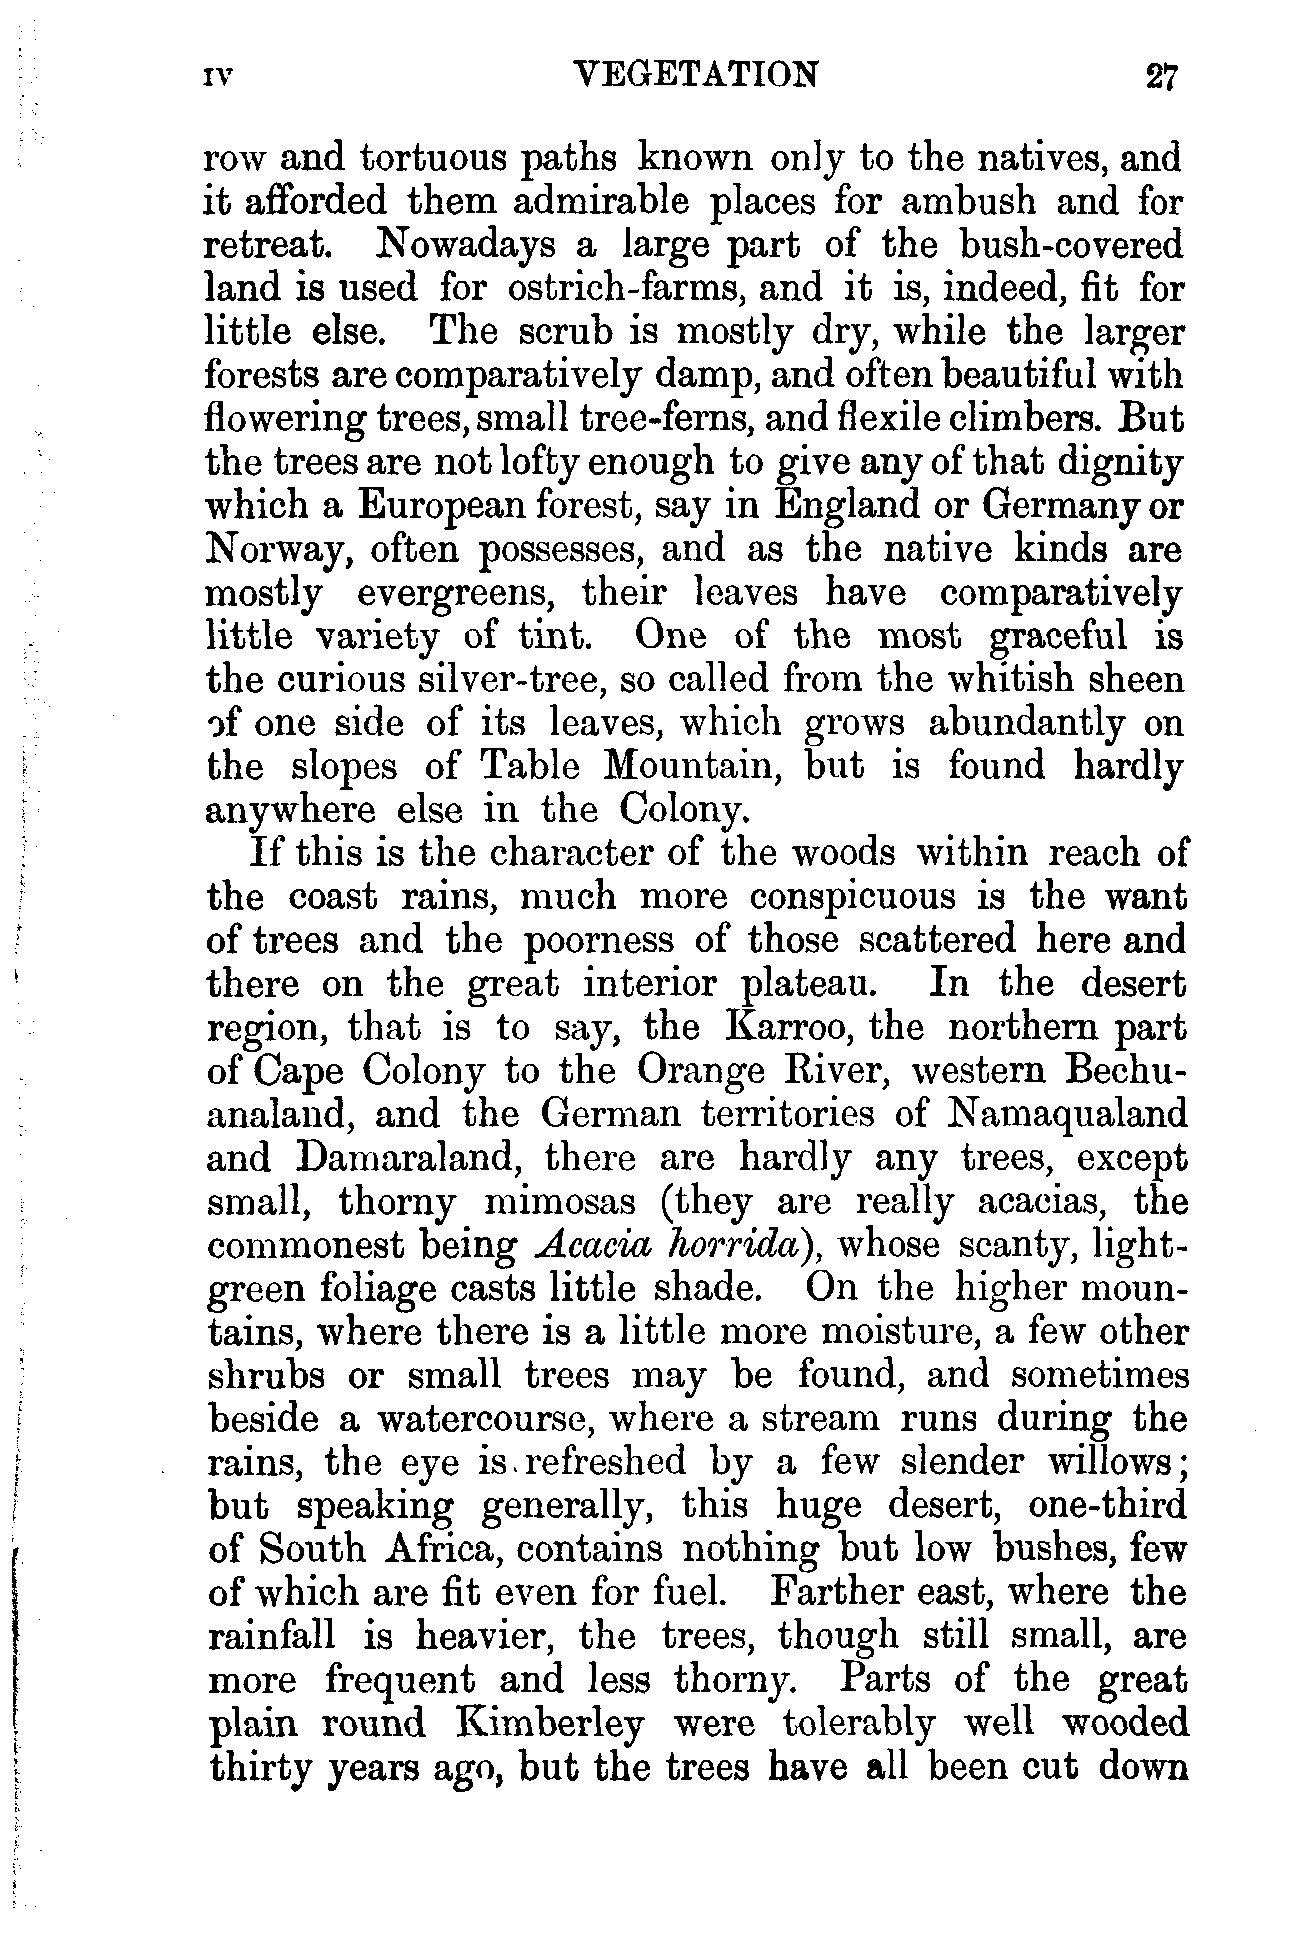 IV VEGETATION 27
row and tortuous paths known only to the natives, and
it afforded them admirable places for ambush and for
retreat. Nowadays a large part of the bush-covered
land is used for ostrich-farms, and it is, indeed, fit for
little else. The scrub is mostly dry, while the larger
forests are comparatively damp, and often beautiful with
flowering trees, small tree-ferns, and flexile climbers. But
the trees are not lofty enough to give any of that dignity
which a European forest, say in England or Germany or
Norway, often possesses, and as the native kinds are
mostly evergreens, their leaves have comparatively
little variety of tint. One of the most graceful is
the curious silver-tree, so called from the whitish sheen
of one side of its leaves, which grows abundantly on
the slopes of Table Mountain, but is found hardly
anywhere else in the Colony.
If this is the character of the woods within reach of
the coast rains, much more conspicuous is the want
of trees and the poorness of those scattered here and
there on the great interior plateau. In the desert
region, that is to say, the Karroo, the northern part
of Cape Colony to the Orange River, western Bechu-
analand, and the German territories of Namaqualand
and Damaraland, there are hardly any trees, except
small, thorny mimosas (they are really acacias, the
commonest being Acacia horrida), whose scanty, light-
green foliage casts little shade. On the higher moun-
tains, where there is a little more moisture, a few other
shrubs or small trees may be found, and sometimes
beside a watercourse, where a stream runs during the
rains, the eye is refreshed by a few slender willows;
but speaking generally, this huge desert, one-third
of South Africa, contains nothing but low bushes, few
of which are fit even for fuel. Farther east, where the
rainfall is heavier, the trees, though still small, are
more frequent and less thorny. Parts of the great
plain round Kimberley were tolerably well wooded
thirty years ago, but the trees have all been cut down